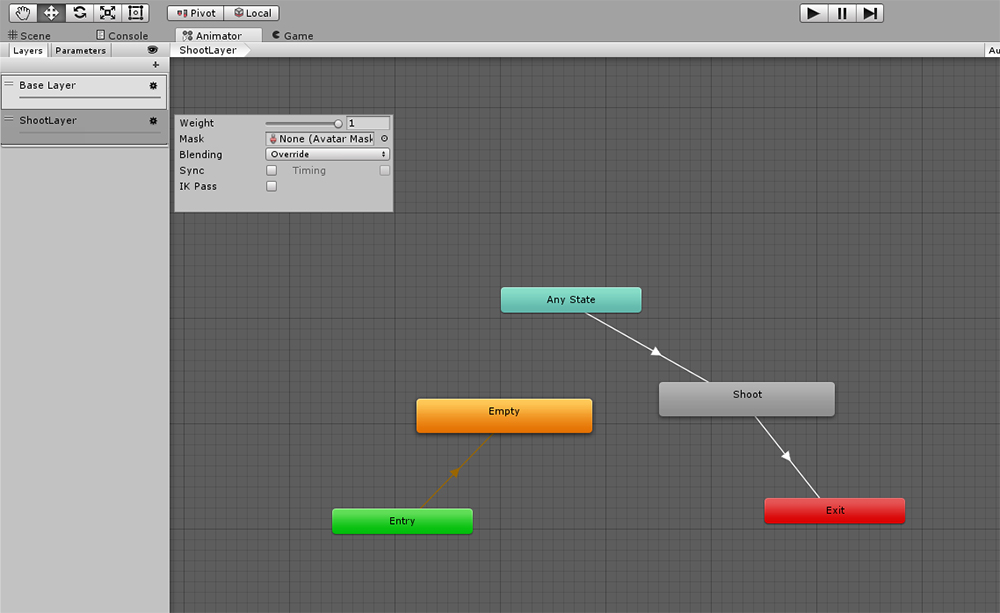 Pivot Local
Scene Console Animator Game
Layers Parameters ShootLayer Au
+
Base Layer
ShootLayer
Weight 1
Mask None (Avatar Mask
Blending Override
Sync Timing
IK Pass
Any State
Shoot
Empty
Exit
Entry